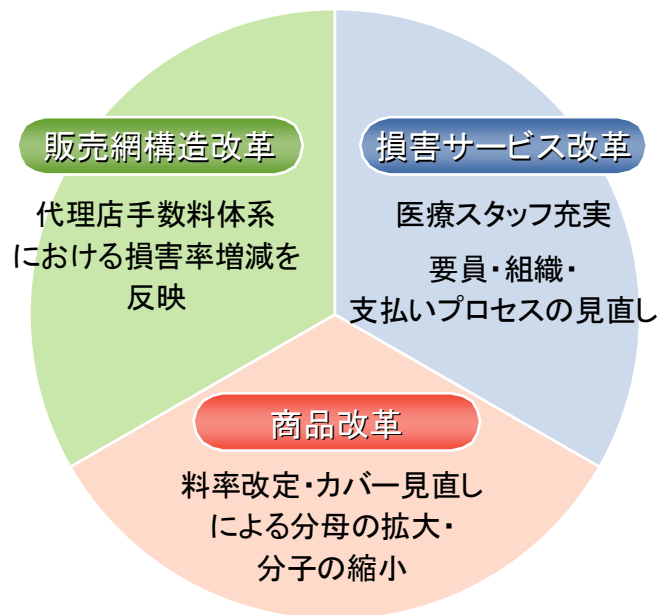 販売網構造改革
代理店手数料体系
における損害率増減を
反映
損害サービス改革
医療スタッフ充実
要員・組織・
支払いプロセスの見直し
商品改革
料率改定・カバー見直し
による分母の拡大・
分子の縮小